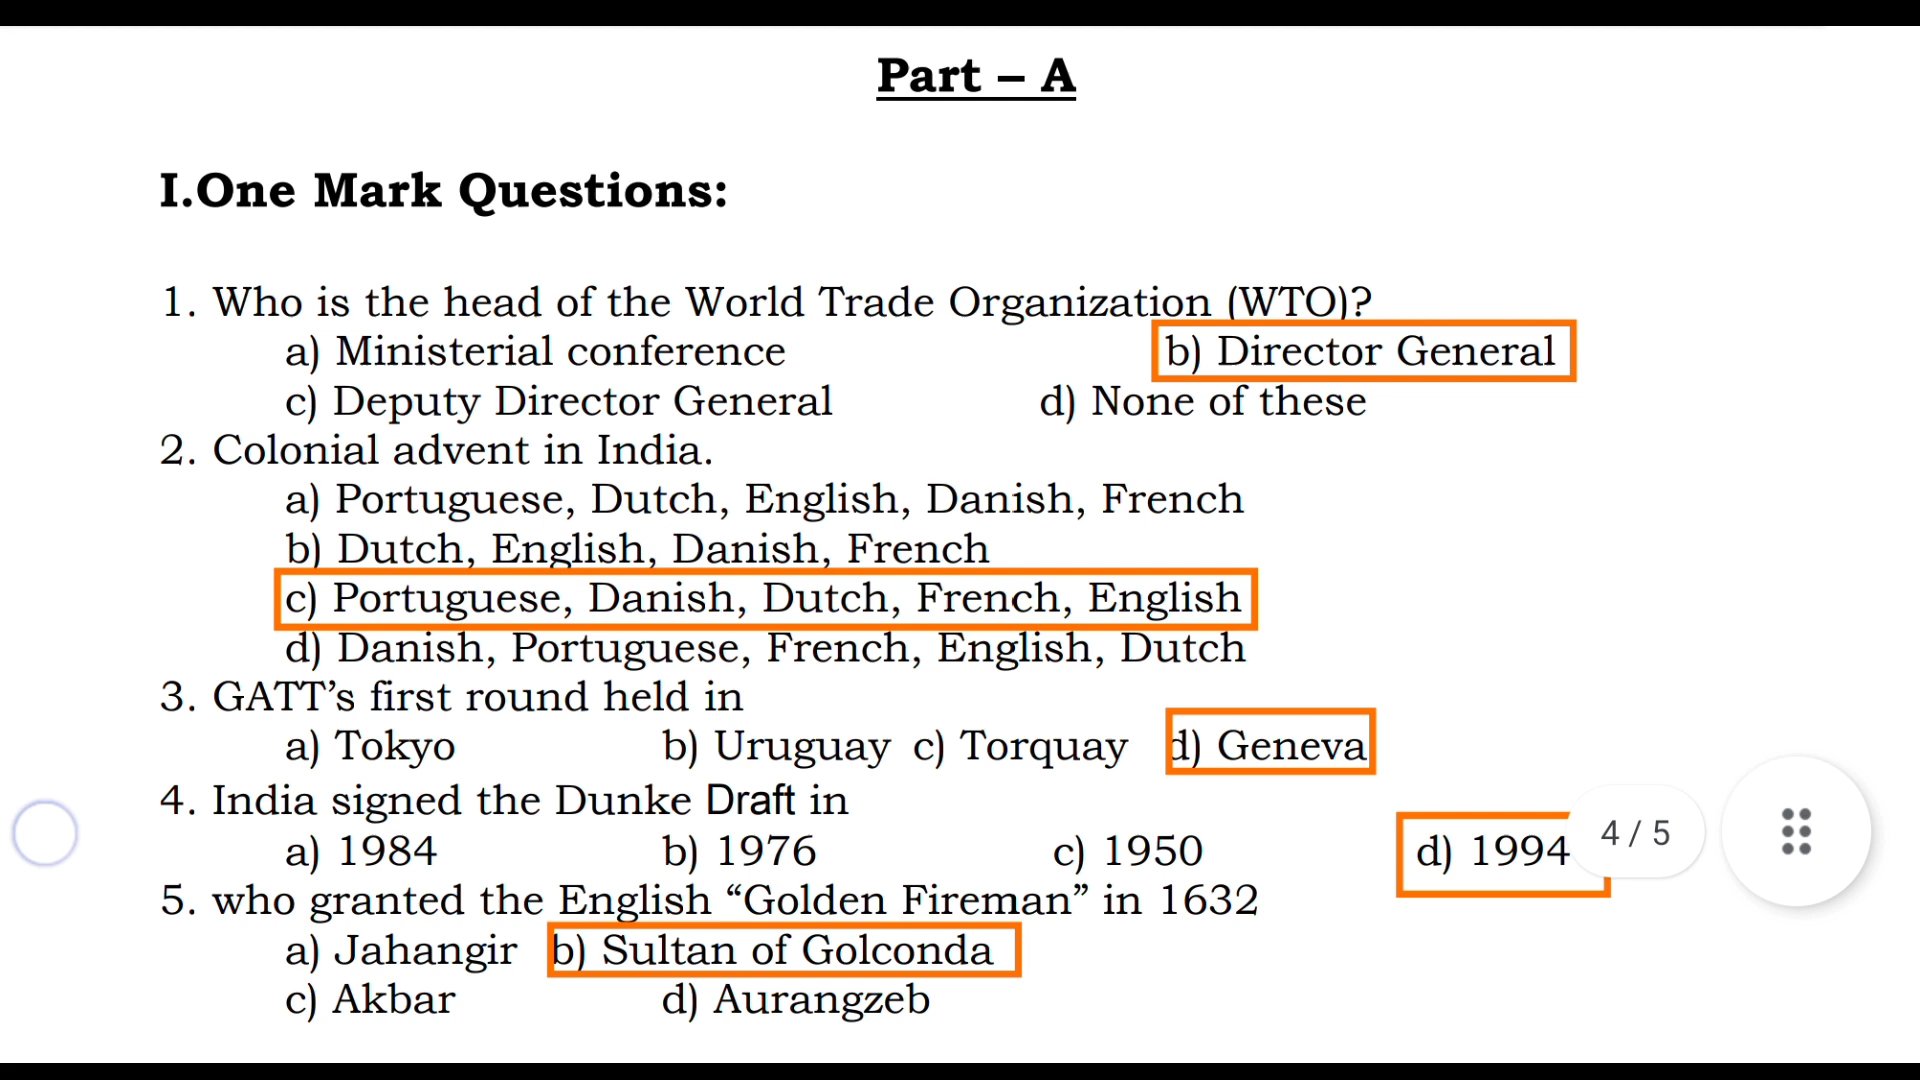 Part – A
I.One Mark Questions:
1. Who is the head of the World Trade Organization (WTO)?
a) Ministerial conference b) Director General
c) Deputy Director General d) None of these
2. Colonial advent in India.
a) Portuguese, Dutch, English, Danish, French
b) Dutch, English, Danish, French
c) Portuguese, Danish, Dutch, French, English
d) Danish, Portuguese, French, English, Dutch
3. GATT’s first round held in
a) Tokyo b) Uruguay c) Torquay d) Geneva
4. India signed the Dunke Draft in
a) 1984 b) 1976 c) 1950 d) 1994
4 / 5
5. who granted the English “Golden Fireman” in 1632
a) Jahangir b) Sultan of Golconda
c) Akbar d) Aurangzeb